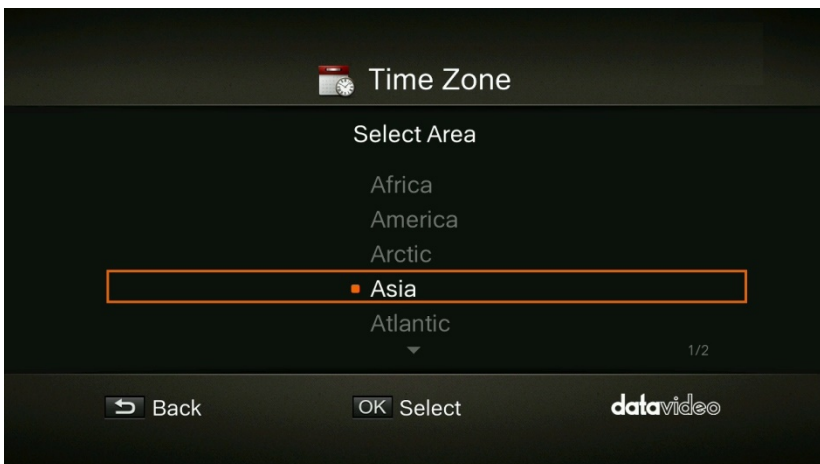 Time Zone
Select Area
Africa
America
Arctic
Asia
Atlantic
1/2
Back
OK Select
datavideo